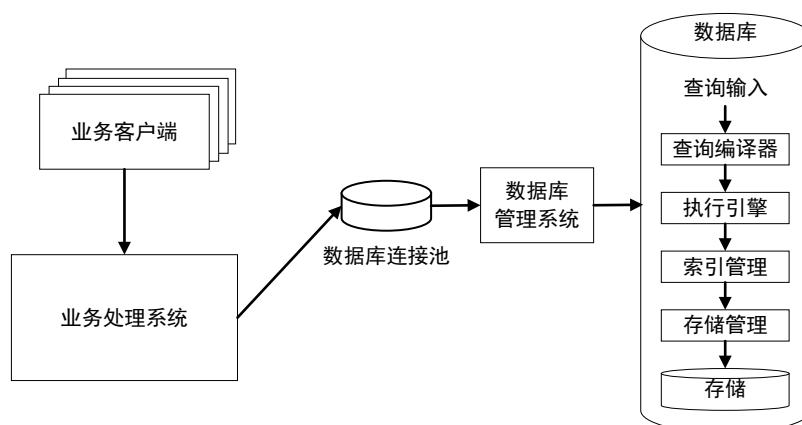 业务客户端
业务处理系统
数据库连接池
数据库
管理系统
数据库
查询输入
查询编译器
执行引擎
索引管理
存储管理
存储